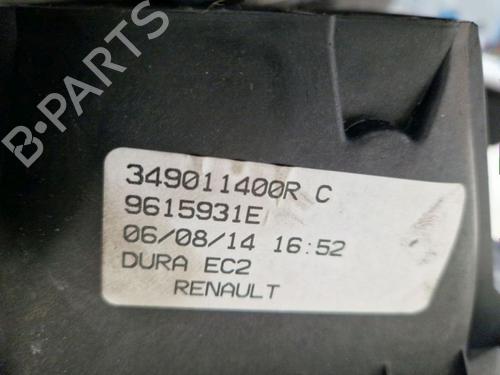 B-PARTS
349011400R C
9615931E
06/08/14 16:52
DURA EC2
RENAULT